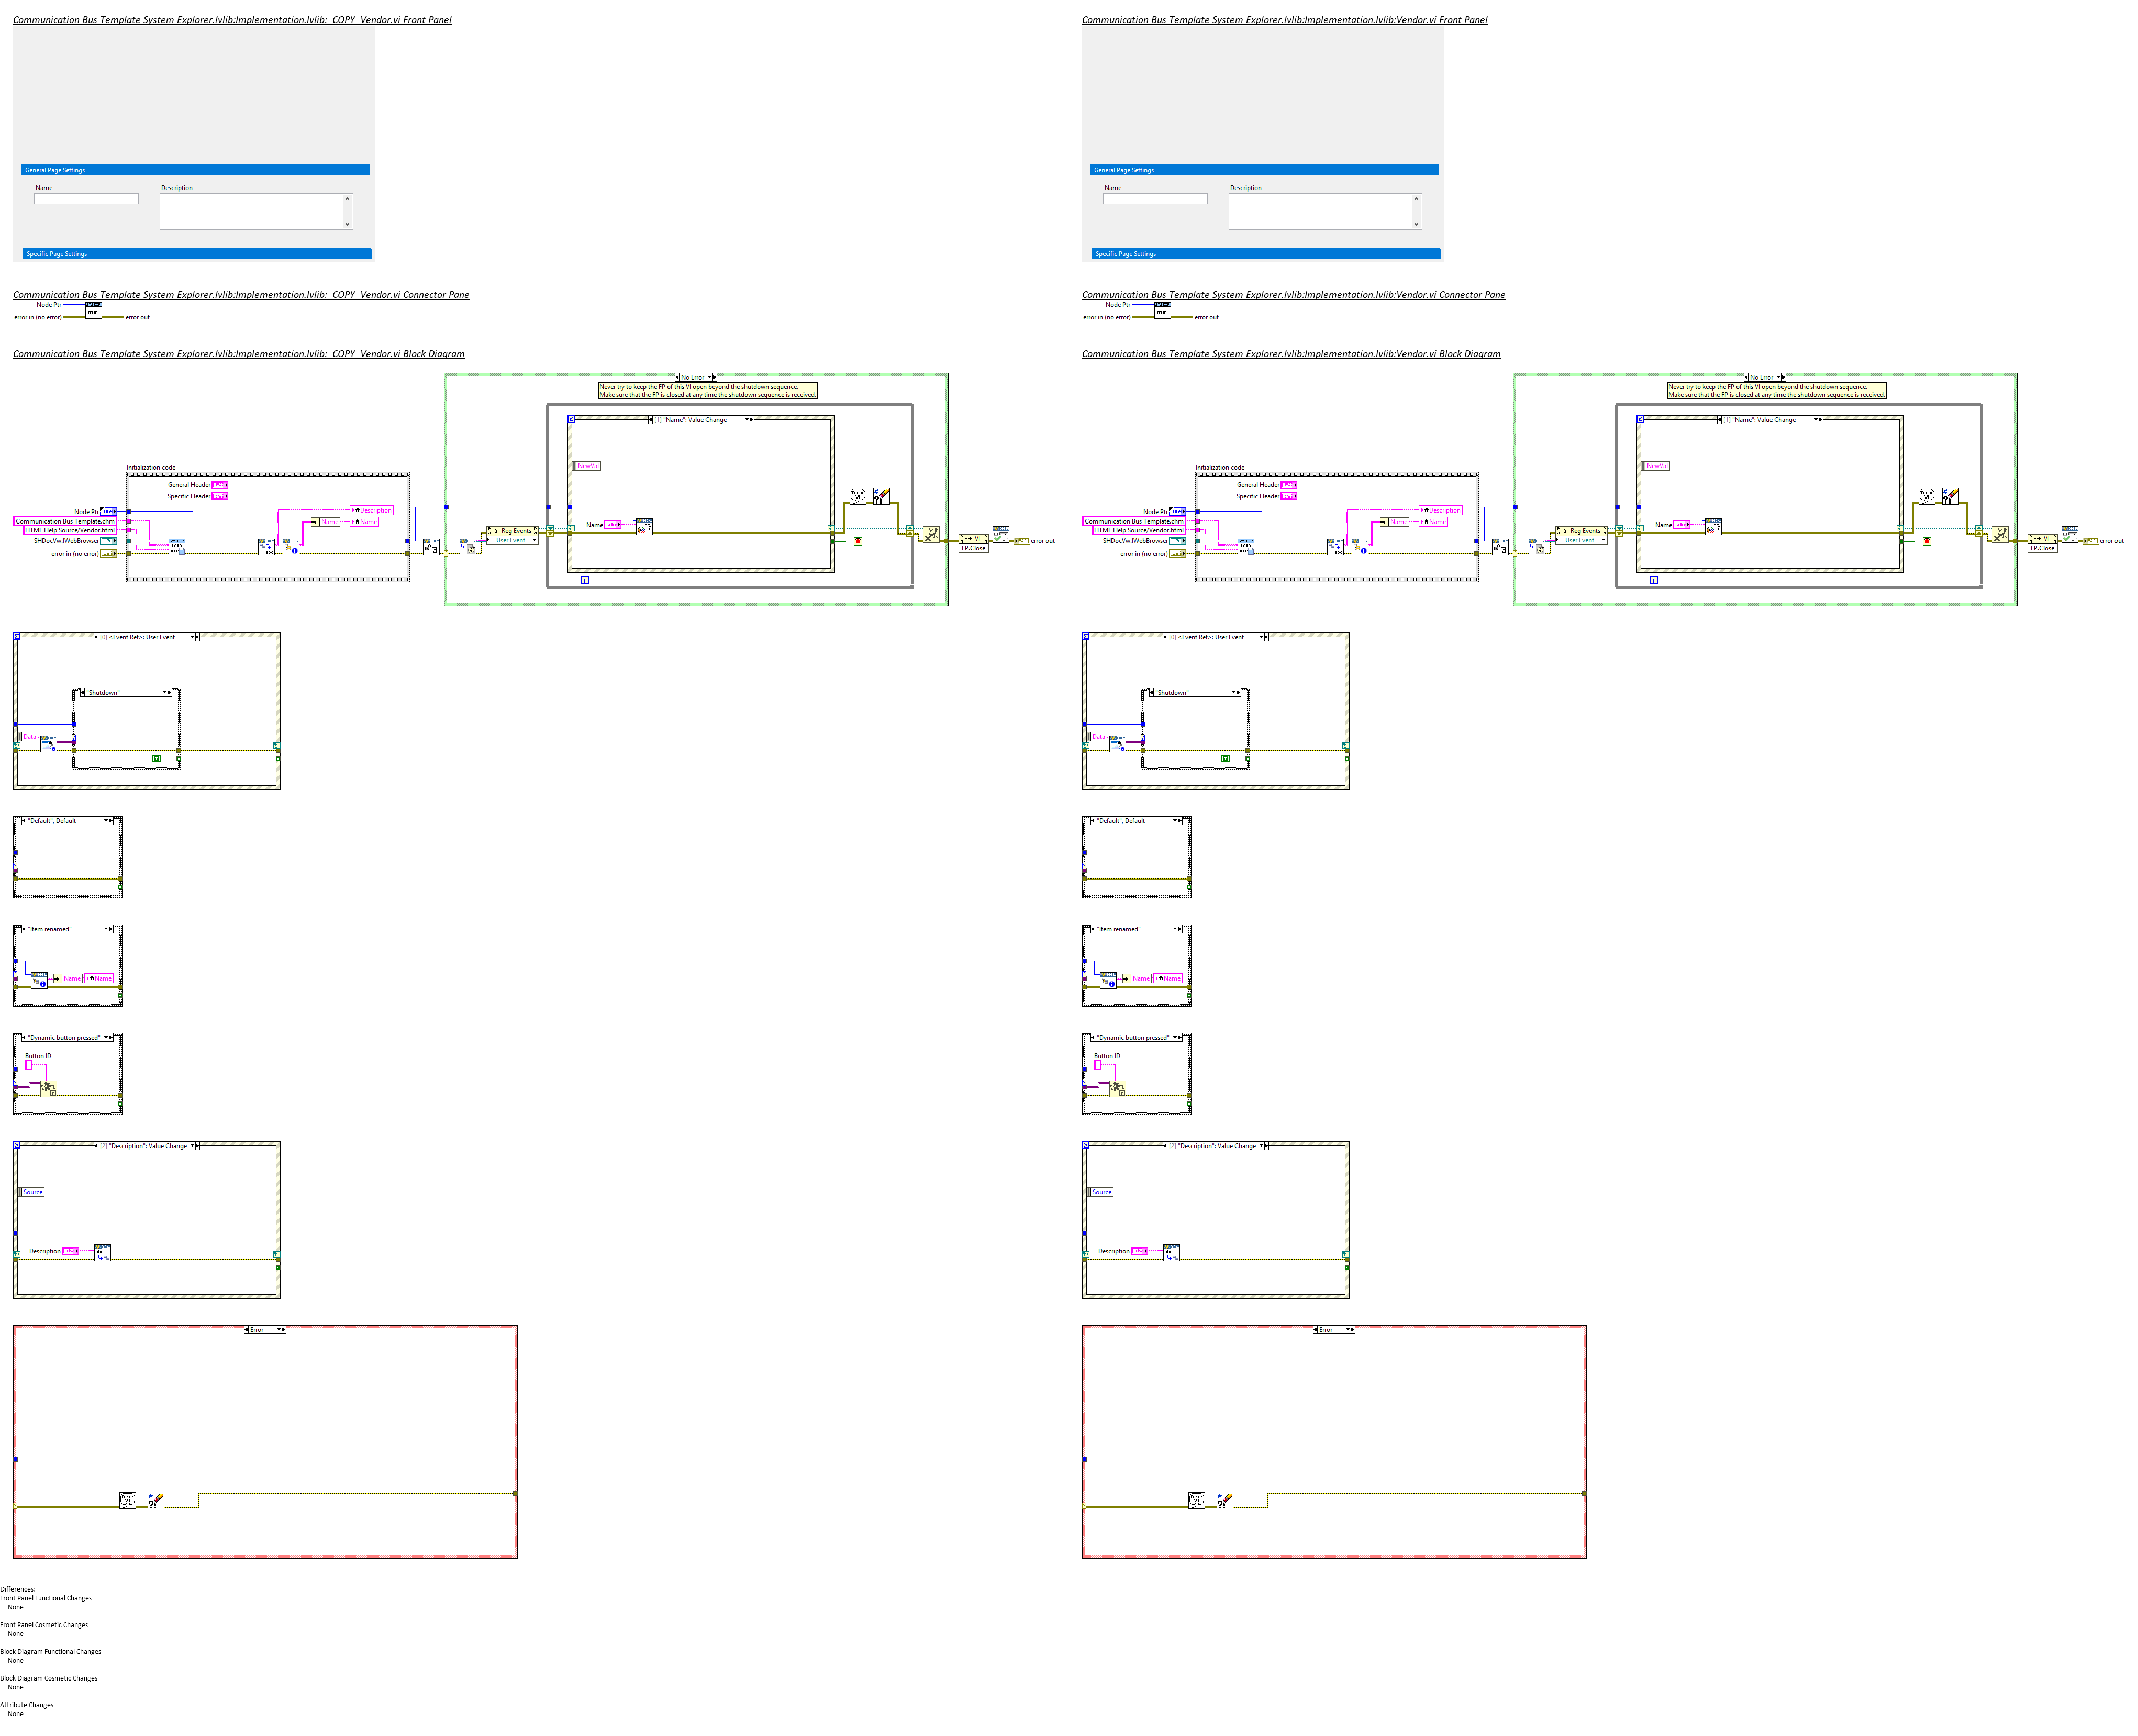 Communication Bus Template System Explorer.lvlib:Implementation.lvlib:_COPY_Vendor.vi Front Panel
General Page Settings
Name
Description
Specific Page Settings
Communication Bus Template System Explorer.lvlib:Implementation.lvlib:_COPY_Vendor.vi Connector Pane
Node Ptr
error in (no error)
error out
Communication Bus Template System Explorer.lvlib:Implementation.lvlib:_COPY_Vendor.vi Block Diagram
No Error
Never try to keep the FP of this VI open beyond the shutdown sequence.
Make sure that the FP is closed at any time the shutdown sequence is received.
[1] "Name": Value Change
NewVal
Initialization code
General Header
Specific Header
Node Ptr
Communication Bus Template.chm
HTML Help Source/Vendor.html
SHDocVw.IWebBrowser
error in (no error)
Description
Name
Name
Reg Events
User Event
Name
VI
FP.Close
error out
[0] <Event Ref>: User Event
"Shutdown"
Data
"Default", Default
"Item renamed"
Name
Name
"Dynamic button pressed"
Button ID
[2] "Description": Value Change
Source
Description
Error
Communication Bus Template System Explorer.lvlib:Implementation.lvlib:Vendor.vi Front Panel
General Page Settings
Name
Description
Specific Page Settings
Communication Bus Template System Explorer.lvlib:Implementation.lvlib:Vendor.vi Connector Pane
Node Ptr
error in (no error)
error out
Communication Bus Template System Explorer.lvlib:Implementation.lvlib:Vendor.vi Block Diagram
No Error
Never try to keep the FP of this VI open beyond the shutdown sequence.
Make sure that the FP is closed at any time the shutdown sequence is received.
[1] "Name": Value Change
NewVal
Initialization code
General Header
Specific Header
Node Ptr
Communication Bus Template.chm
HTML Help Source/Vendor.html
SHDocVw.IWebBrowser
error in (no error)
Description
Name
Name
Reg Events
User Event
Name
VI
FP.Close
error out
[0] <Event Ref>: User Event
"Shutdown"
Data
"Default", Default
"Item renamed"
Name
Name
"Dynamic button pressed"
Button ID
[2] "Description": Value Change
Source
Description
Error
Differences:
Front Panel Functional Changes
None
Front Panel Cosmetic Changes
None
Block Diagram Functional Changes
None
Block Diagram Cosmetic Changes
None
Attribute Changes
None